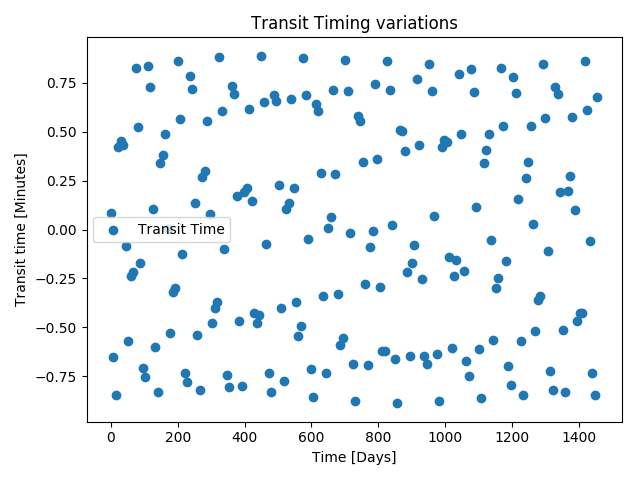 Transit Timing variations
Transit time [Minutes]
0.75
0.50
0.25
0.00
−0.25
−0.50
−0.75
Transit Time
0 200 400 600 800 1000 1200 1400
Time [Days]